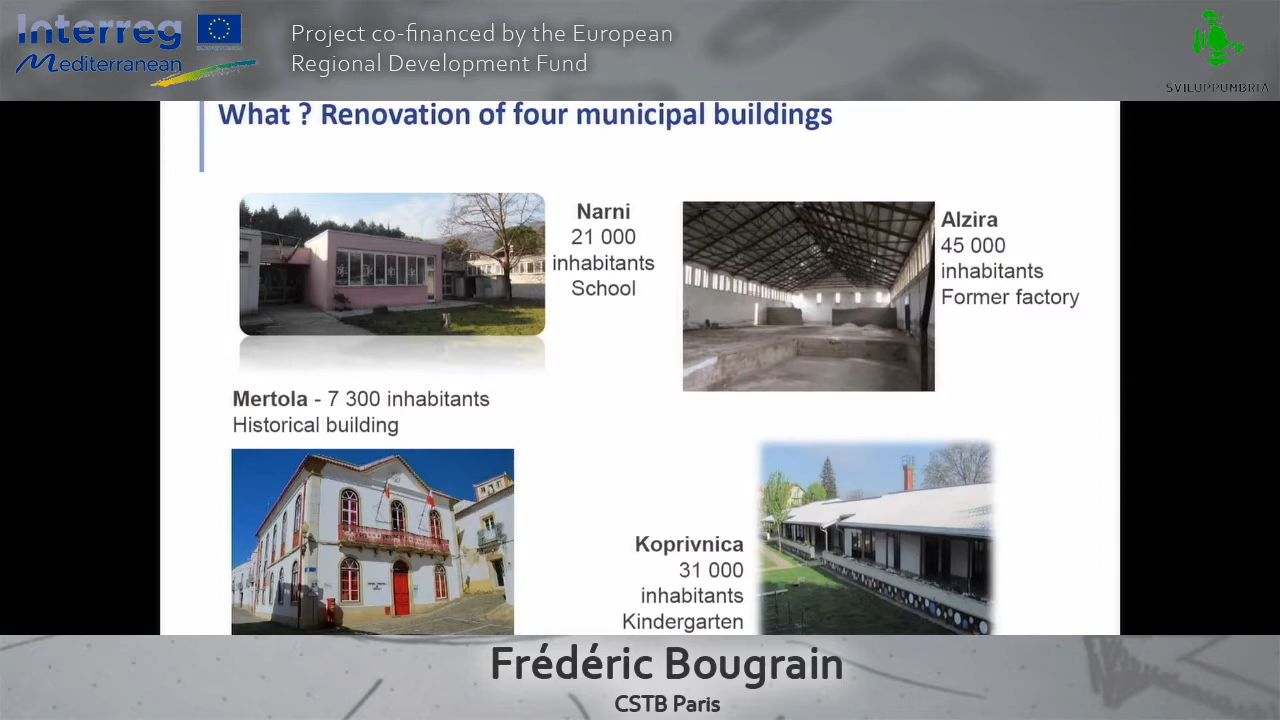 Interreg
Mediterranean
Project co-financed by the European
Regional Development Fund
SVILUPPUMBRIA
What ? Renovation of four municipal buildings
Narni
21 000
inhabitants
School
Alzira
45 000
inhabitants
Former factory
Mertola - 7 300 inhabitants
Historical building
Koprivnica
31 000
inhabitants
Kindergarten
Frédéric Bougrain
CSTB Paris